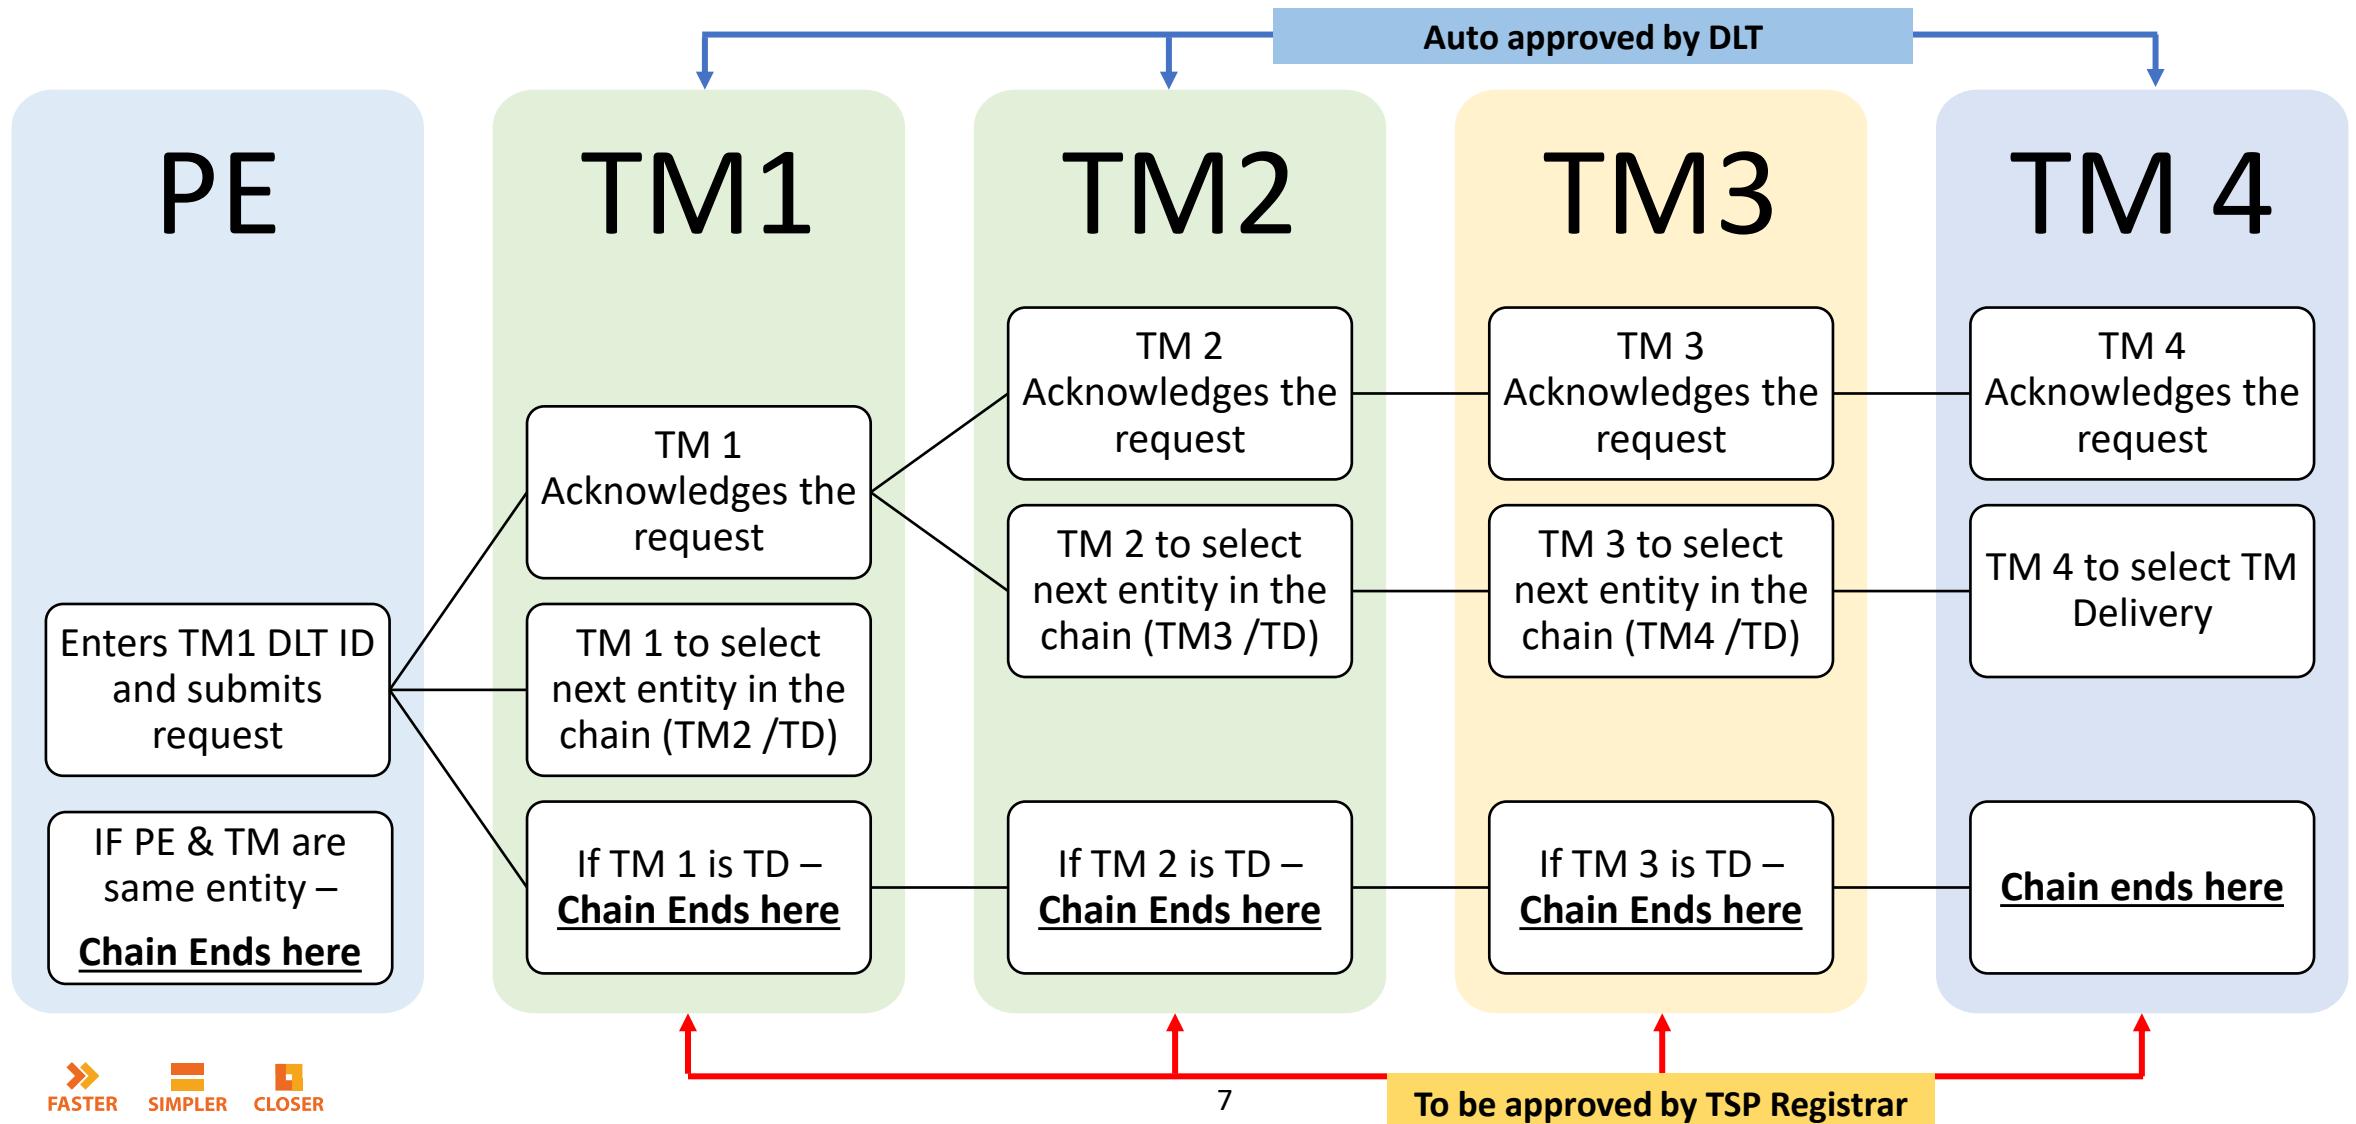 Auto approved by DLT
PE
Enters TM1 DLT ID
and submits
request
IF PE & TM are
same entity –
Chain Ends here
TM1
TM 1
Acknowledges the
request
TM 1 to select
next entity in the
chain (TM2 /TD)
If TM 1 is TD –
Chain Ends here
TM2
TM 2
Acknowledges the
request
TM 2 to select
next entity in the
chain (TM3 /TD)
If TM 2 is TD –
Chain Ends here
TM3
TM 3
Acknowledges the
request
TM 3 to select
next entity in the
chain (TM4 /TD)
If TM 3 is TD –
Chain Ends here
TM 4
TM 4
Acknowledges the
request
TM 4 to select TM
Delivery
Chain ends here
To be approved by TSP Registrar
FASTER
SIMPLER
CLOSER
7